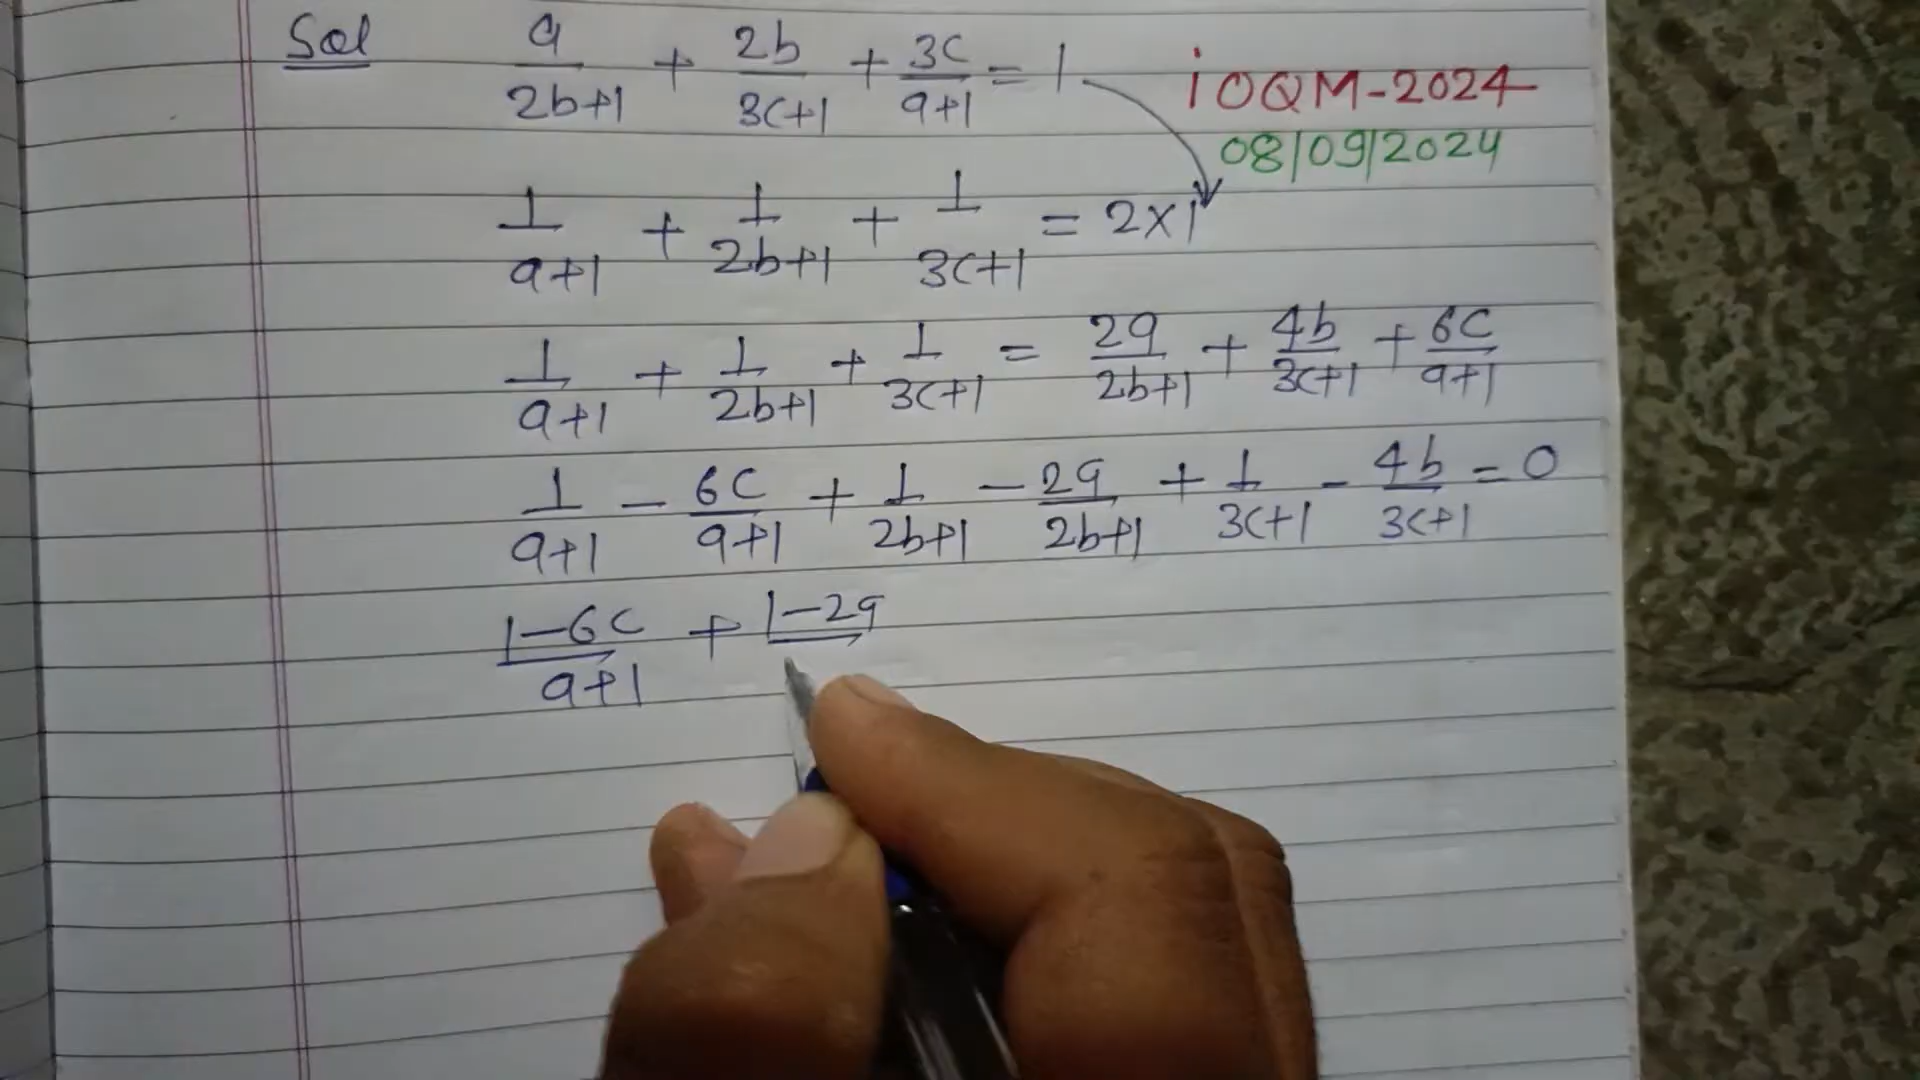 Sol a/2b+1 + 2b/3c+1 + 3c/a+1 = 1
iOQM-2024
08/09/2024
1/a+1 + 1/2b+1 + 1/3c+1 = 2×1
1/a+1 + 1/2b+1 + 1/3c+1 = 2a/2b+1 + 4b/3c+1 + 6c/a+1
1/a+1 - 6c/a+1 + 1/2b+1 - 2a/2b+1 + 1/3c+1 - 4b/3c+1 = 0
1-6c/a+1 + 1-2a